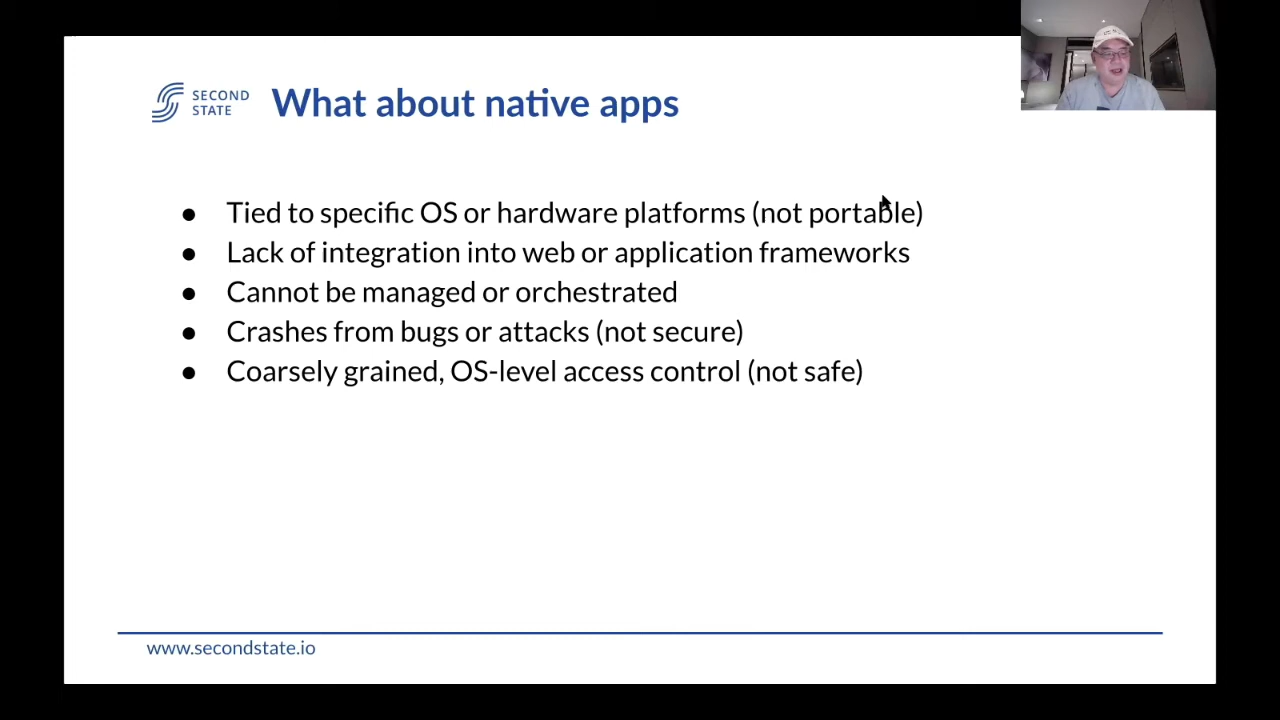 SECOND
STATE
What about native apps
● Tied to specific OS or hardware platforms (not portable)
● Lack of integration into web or application frameworks
● Cannot be managed or orchestrated
● Crashes from bugs or attacks (not secure)
● Coarsely grained, OS-level access control (not safe)
www.secondstate.io